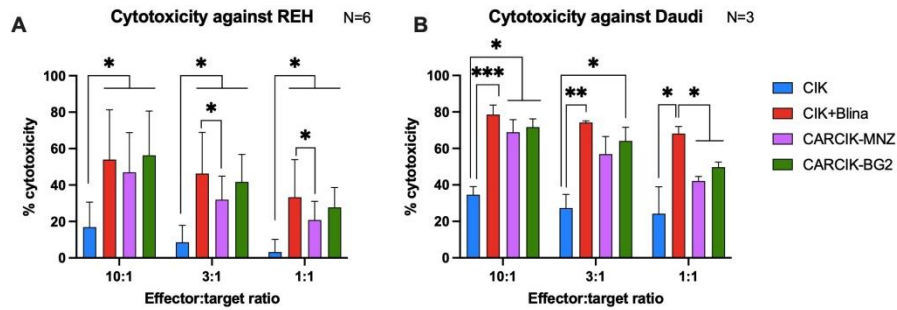 A
Cytotoxicity against REH N=6
% cytotoxicity
80
60
40
20
0
* * *
* *
10:1 3:1 1:1
Effector:target ratio
B
Cytotoxicity against Daudi N=3
% cytotoxicity
100
80
60
40
20
0
* *
*** ** * *
10:1 3:1 1:1
Effector:target ratio
CIK
CIK+Blina
CARCIK-MNZ
CARCIK-BG2